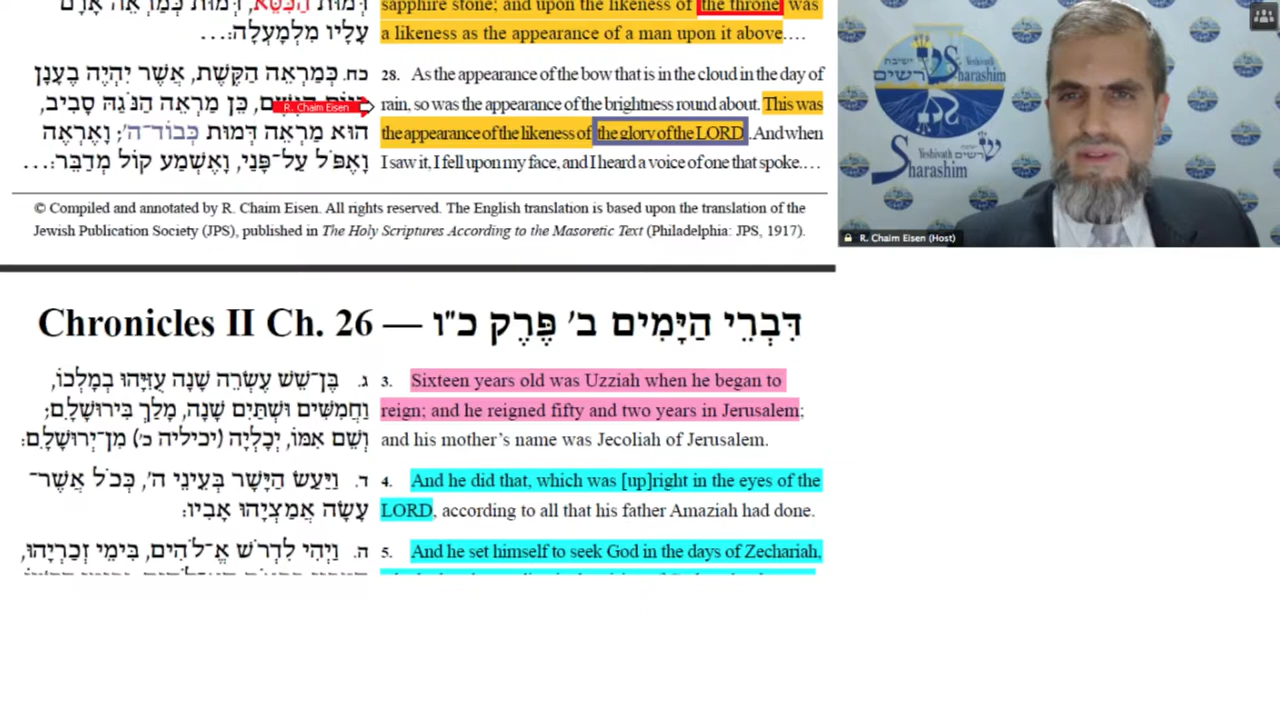 דְּמוּת הַכִּסֵּא, דְּמוּת כְּמַרְאֵה אָדָם
עָלָיו מִלְמָעְלָה:…
sapphire stone; and upon the likeness of the throne was
a likeness as the appearance of a man upon it above….
כח. כְּמַרְאֵה הַקֶּשֶׁת, אֲשֶׁר יִהְיֶה בֶעָנָן
כֵּן מַרְאֵה הַנֹּגַהּ סָבִיב,
הוּא מַרְאֵה דְּמוּת כְּבוֹד־ה'; וָאֶרְאֶה
וָאֶפֹּל עַל־פָּנַי, וָאֶשְׁמַע קוֹל מְדַבֵּר:…
R. Chaim Eisen
28. As the appearance of the bow that is in the cloud in the day of
rain, so was the appearance of the brightness round about. This was
the appearance of the likeness of the glory of the LORD. And when
I saw it, I fell upon my face, and I heard a voice of one that spoke….
© Compiled and annotated by R. Chaim Eisen. All rights reserved. The English translation is based upon the translation of the
Jewish Publication Society (JPS), published in The Holy Scriptures According to the Masoretic Text (Philadelphia: JPS, 1917).
Chronicles II Ch. 26 — דִּבְרֵי הַיָּמִים ב' פֶּרֶק כ"ו
ג. בֶּן־שֵׁשׁ עֶשְׂרֵה שָׁנָה עֻזִּיָּהוּ בְמָלְכוֹ,
וַחֲמִשִּׁים וּשְׁתַּיִם שָׁנָה, מָלַךְ בִּירוּשָׁלָ͏ִם;
וְשֵׁם אִמּוֹ, יְכָלְיָה (יכיליה כ') מִן־יְרוּשָׁלָ͏ִם:
3. Sixteen years old was Uzziah when he began to
reign; and he reigned fifty and two years in Jerusalem;
and his mother’s name was Jecoliah of Jerusalem.
ד. וַיַּעַשׂ הַיָּשָׁר בְּעֵינֵי ה', כְּכֹל אֲשֶׁר־
עָשָׂה אֲמַצְיָהוּ אָבִיו:
4. And he did that, which was [up]right in the eyes of the
LORD, according to all that his father Amaziah had done.
ה. וַיְהִי לִדְרֹשׁ אֱ־לֹהִים, בִּימֵי זְכַרְיָהוּ,
5. And he set himself to seek God in the days of Zechariah,
ישיבת
שרשים
Sharashim
Yeshivath שרשים
Sharashim
R. Chaim Eisen (Host)